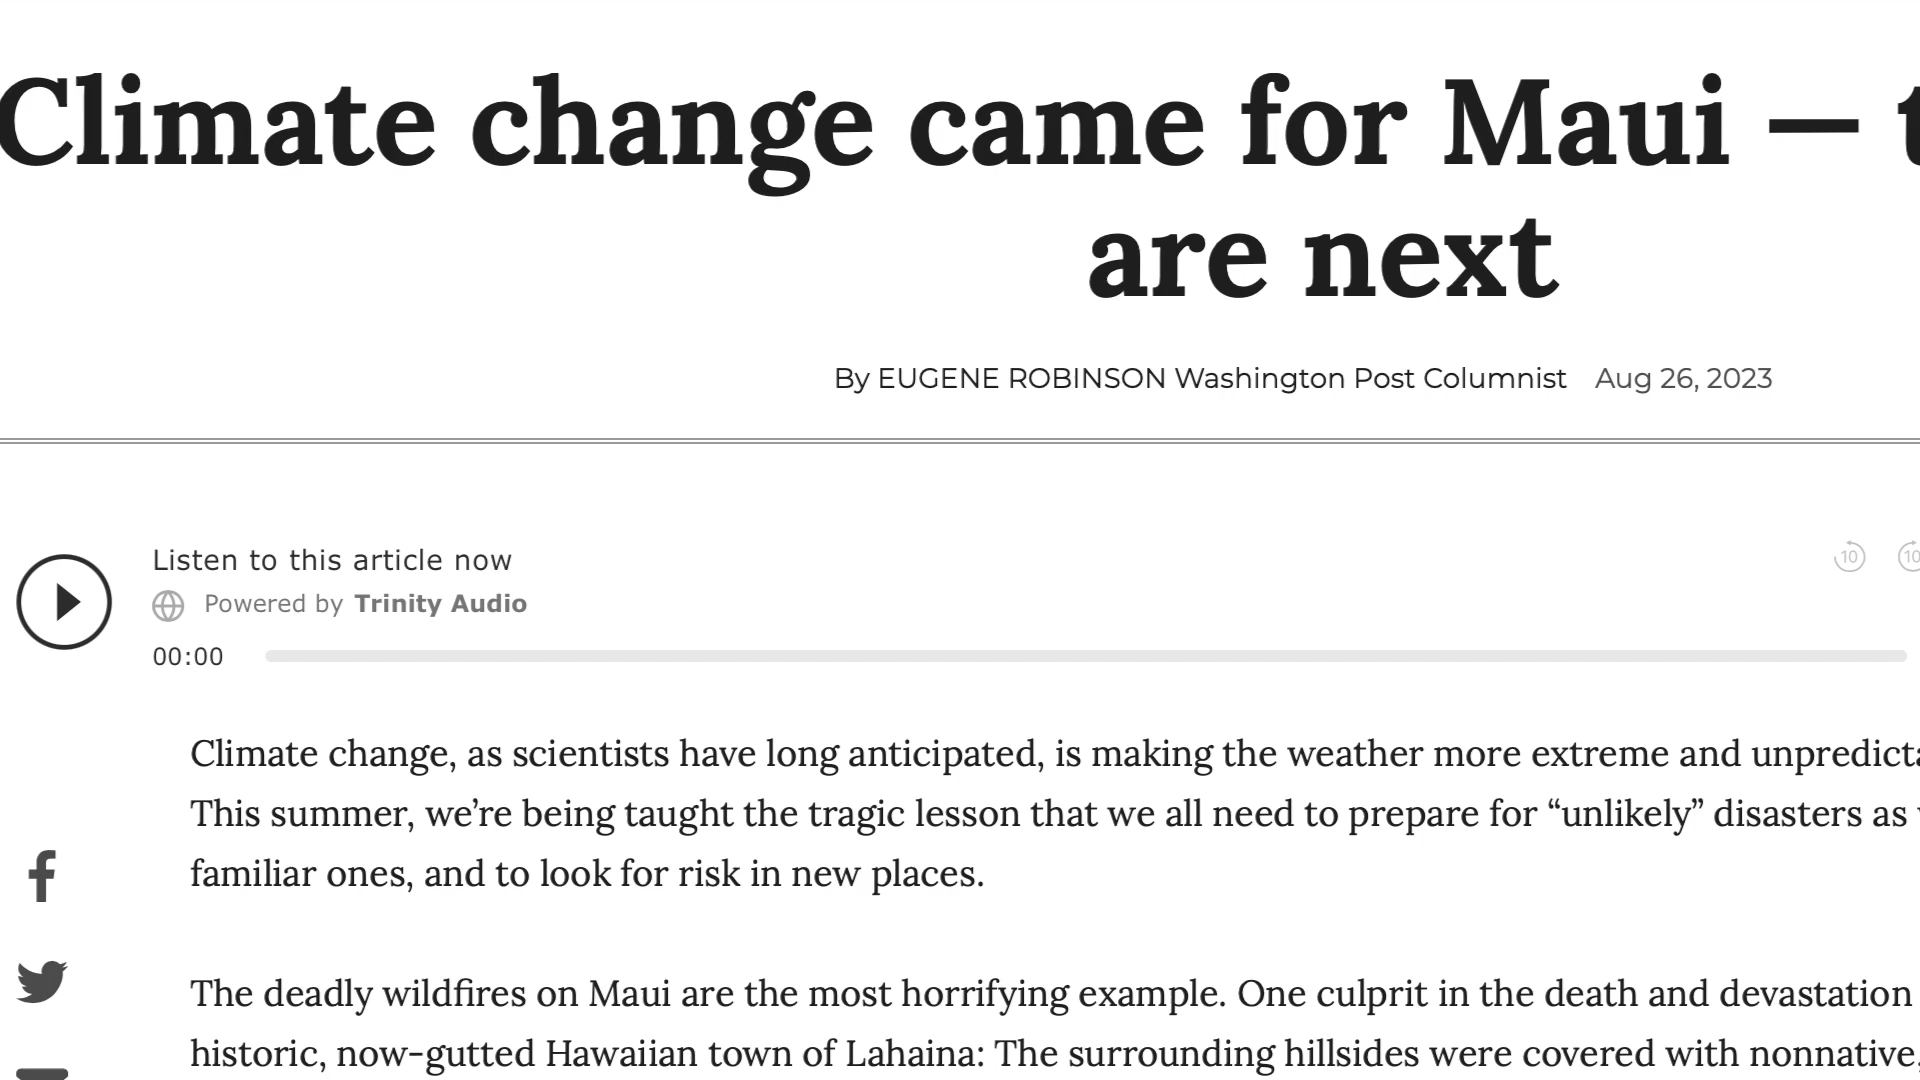 Climate change came for Maui —
are next
By EUGENE ROBINSON Washington Post Columnist Aug 26, 2023
Listen to this article now
10 10
Powered by Trinity Audio
00:00
Climate change, as scientists have long anticipated, is making the weather more extreme and
This summer, we’re being taught the tragic lesson that we all need to prepare for “unlikely” disasters as
familiar ones, and to look for risk in new places.
The deadly wildfires on Maui are the most horrifying example. One culprit in the death and devastation
historic, now-gutted Hawaiian town of Lahaina: The surrounding hillsides were covered with nonnative,